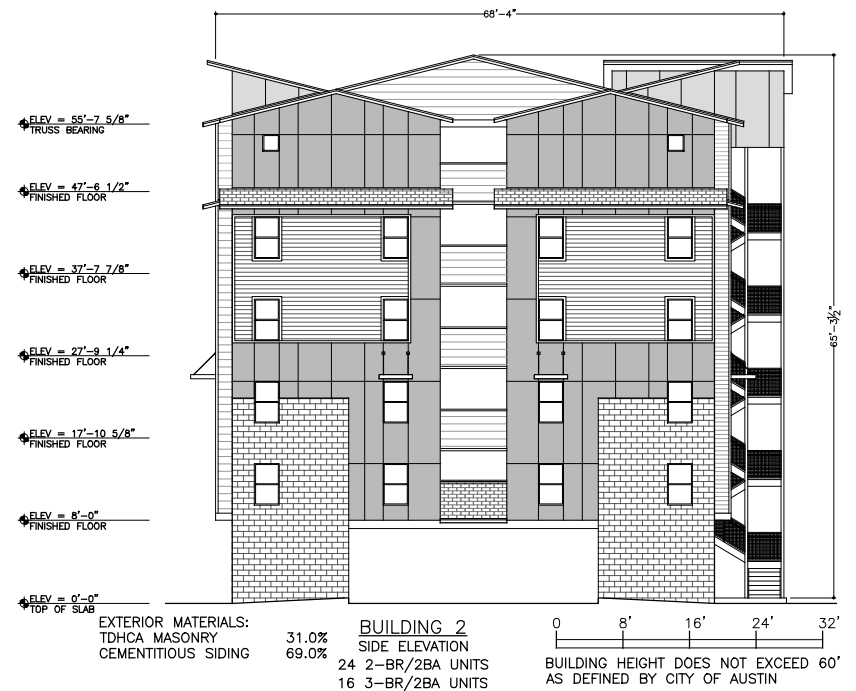 68'-4"
ELEV = 55'-7 5/8"
TRUSS BEARING
ELEV = 47'-6 1/2"
FINISHED FLOOR
ELEV = 37'-7 7/8"
FINISHED FLOOR
65'-3½"
ELEV = 27'-9 1/4"
FINISHED FLOOR
ELEV = 17'-10 5/8"
FINISHED FLOOR
ELEV = 8'-0"
FINISHED FLOOR
ELEV = 0'-0"
TOP OF SLAB
EXTERIOR MATERIALS:
TDHCA MASONRY 31.0%
CEMENTITIOUS SIDING 69.0%
BUILDING 2
SIDE ELEVATION
24 2-BR/2BA UNITS
16 3-BR/2BA UNITS
0 8' 16' 24' 32'
BUILDING HEIGHT DOES NOT EXCEED 60'
AS DEFINED BY CITY OF AUSTIN